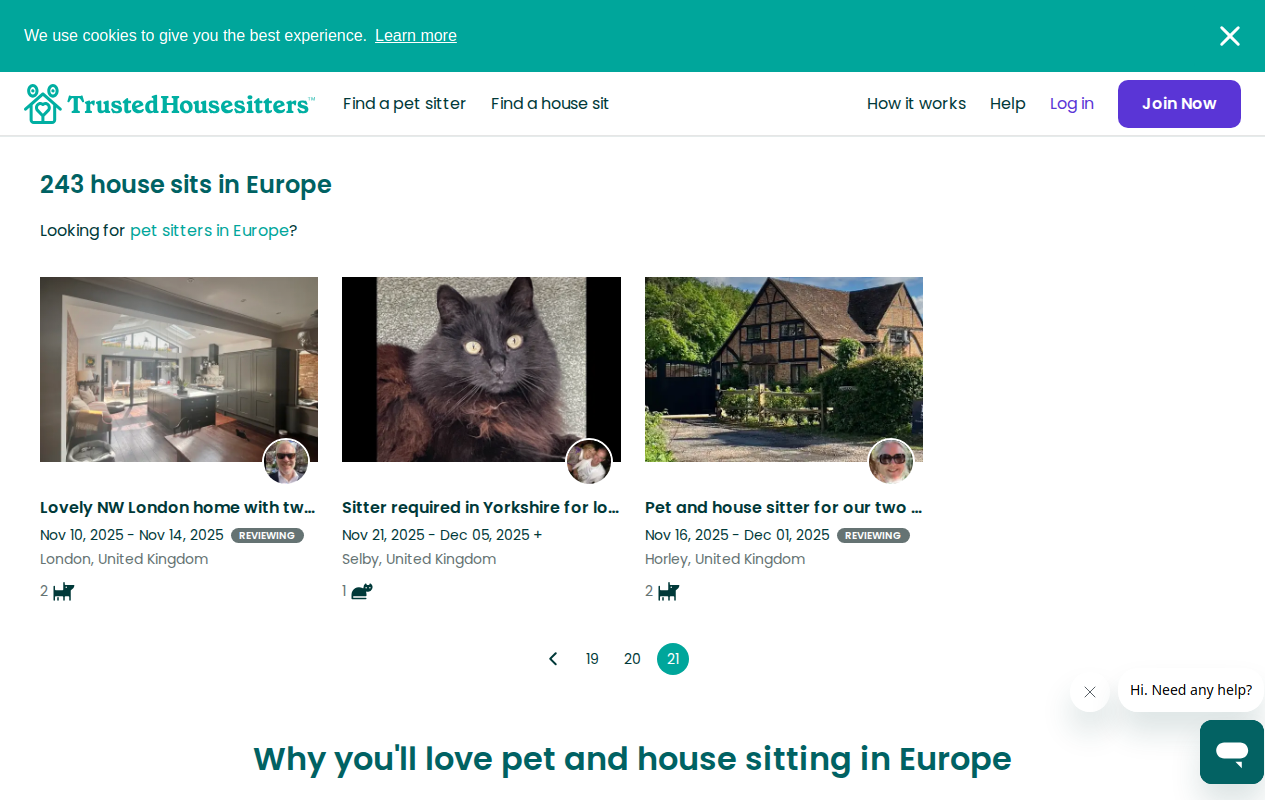 We use cookies to give you the best experience. Learn more
TrustedHousesitters™
Find a pet sitter
Find a house sit
How it works
Help
Log in
Join Now
243 house sits in Europe
Looking for pet sitters in Europe?
Lovely NW London home with tw...
Nov 10, 2025 - Nov 14, 2025 REVIEWING
London, United Kingdom
2
Sitter required in Yorkshire for lo...
Nov 21, 2025 - Dec 05, 2025 +
Selby, United Kingdom
1
Pet and house sitter for our two ...
Nov 16, 2025 - Dec 01, 2025 REVIEWING
Horley, United Kingdom
2
19
20
21
Hi. Need any help?
Why you'll love pet and house sitting in Europe